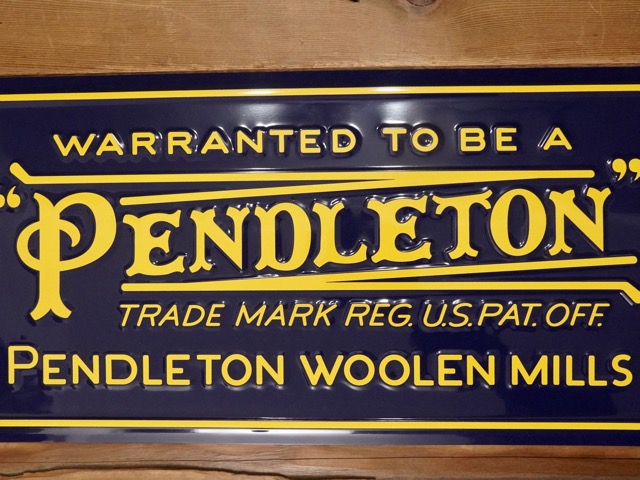 WARRANTED TO BE A
“PENDLETON”
TRADE MARK REG. U.S. PAT. OFF.
PENDLETON WOOLEN MILLS